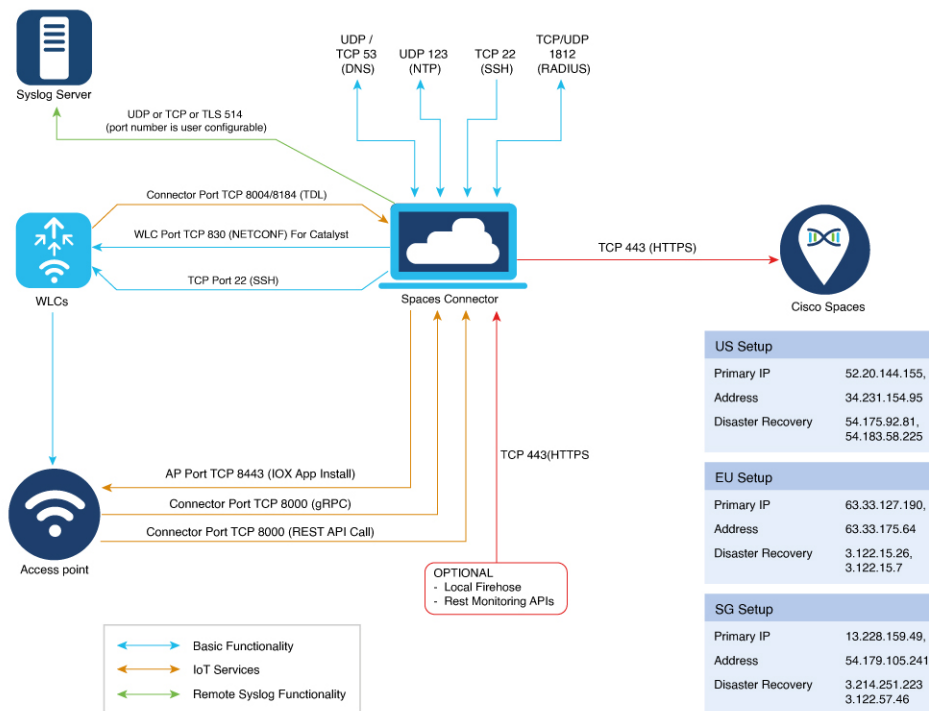 UDP /
TCP 53
(DNS)
UDP 123
(NTP)
TCP 22
(SSH)
TCP/UDP
1812
(RADIUS)
Syslog Server
UDP or TCP or TLS 514
(port number is user configurable)
Connector Port TCP 8004/8184 (TDL)
WLC Port TCP 830 (NETCONF) For Catalyst
TCP Port 22 (SSH)
WLCs
Spaces Connector
TCP 443 (HTTPS)
Cisco Spaces
US Setup
Primary IP 52.20.144.155,
Address 34.231.154.95
Disaster Recovery 54.175.92.81,
54.183.58.225
TCP 443(HTTPS
AP Port TCP 8443 (IOX App Install)
Connector Port TCP 8000 (gRPC)
Connector Port TCP 8000 (REST API Call)
Access point
EU Setup
Primary IP 63.33.127.190,
Address 63.33.175.64
Disaster Recovery 3.122.15.26,
3.122.15.7
OPTIONAL
- Local Firehose
- Rest Monitoring APIs
SG Setup
Primary IP 13.228.159.49,
Address 54.179.105.241
Disaster Recovery 3.214.251.223
3.122.57.46
Basic Functionality
IoT Services
Remote Syslog Functionality